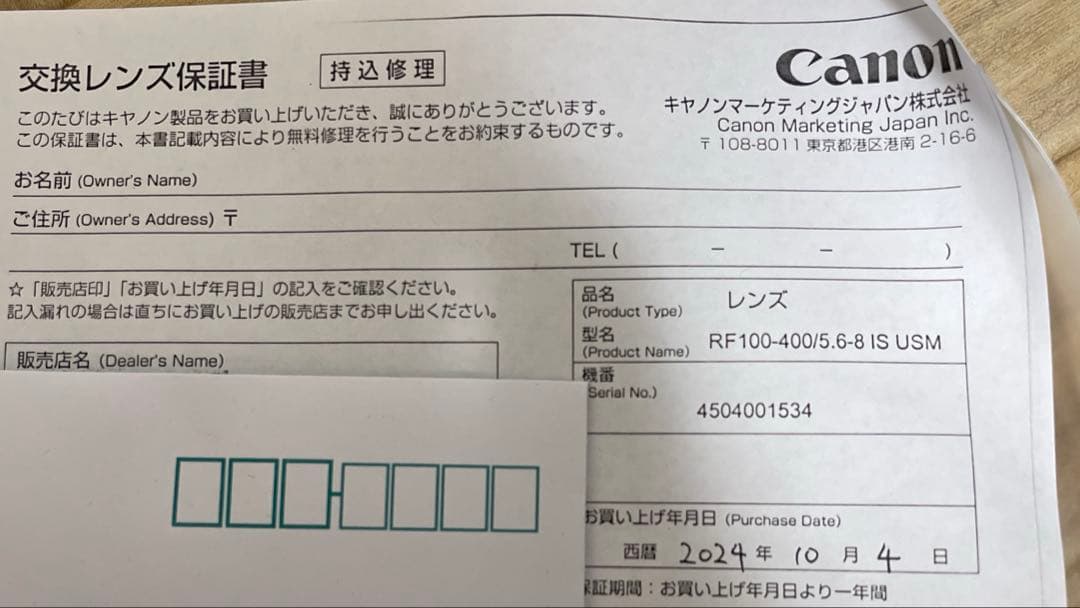 交換レンズ保証書
持込修理
Canon
このたびはキヤノン製品をお買い上げいただき、誠にありがとうございます。
この保証書は、本書記載内容により無料修理を行うことをお約束するものです。
キヤノンマーケティングジャパン株式会社
Canon Marketing Japan Inc.
〒108-8011 東京都港区港南 2-16-6
お名前 (Owner's Name)
ご住所 (Owner's Address) 〒
TEL ( － － )
☆「販売店印」「お買い上げ年月日」の記入をご確認ください。
記入漏れの場合は直ちにお買い上げの販売店までお申し出ください。
販売店名 (Dealer's Name)
品名
(Product Type)
レンズ
型名
(Product Name)
RF100-400/5.6-8 IS USM
機番
(Serial No.)
4504001534
お買い上げ年月日 (Purchase Date)
西暦 2024 年 10 月 4 日
保証期間：お買い上げ年月日より一年間